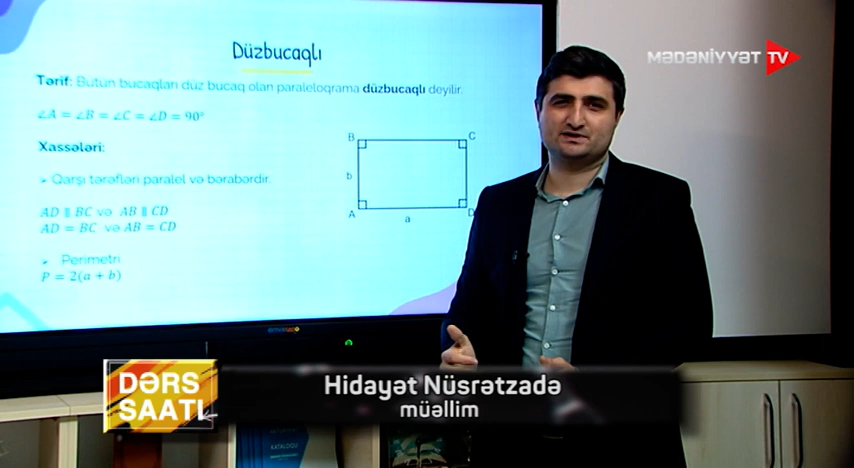 Düzbucaqlı
Tərif: Bütün bucaqları düz bucaq olan paraleloqrama düzbucaqlı deyilir.
∠A = ∠B = ∠C = ∠D = 90°
Xassələri:
➢ Qarşı tərəfləri paralel və bərabərdir.
AD ∥ BC və AB ∥ CD
AD = BC və AB = CD
➢ Perimetri
P = 2(a + b)
B C
b
A D
a
MƏDƏNİYYƏT TV
DƏRS
SAATI
Hidayət Nüsrətzadə
müəllim
KATALOQU